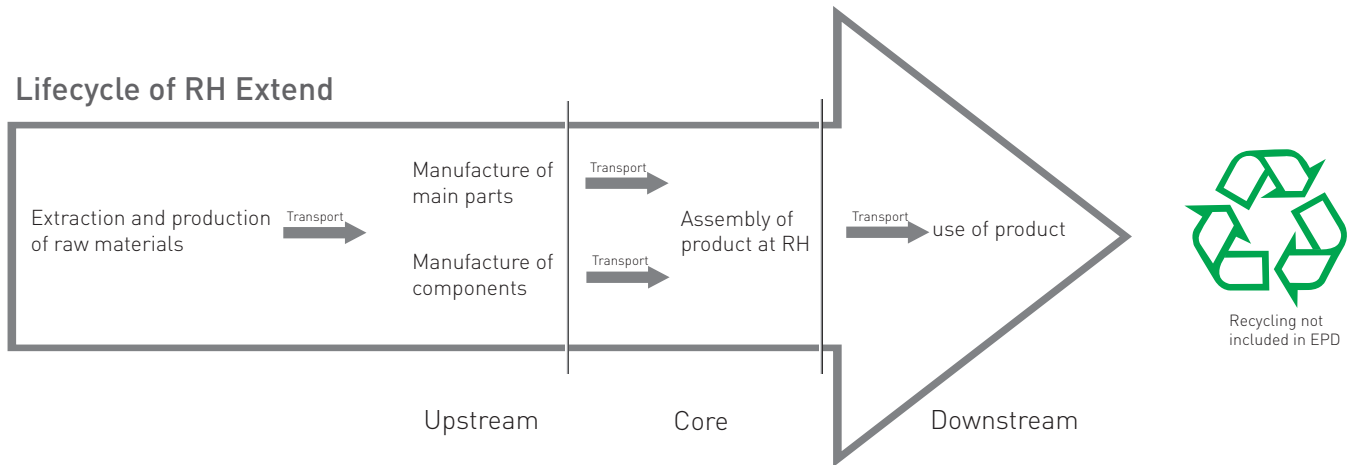 Lifecycle of RH Extend
Extraction and production
of raw materials
Transport
Manufacture of
main parts
Manufacture of
components
Transport
Transport
Assembly of
product at RH
Transport
use of product
Recycling not
included in EPD
Upstream
Core
Downstream